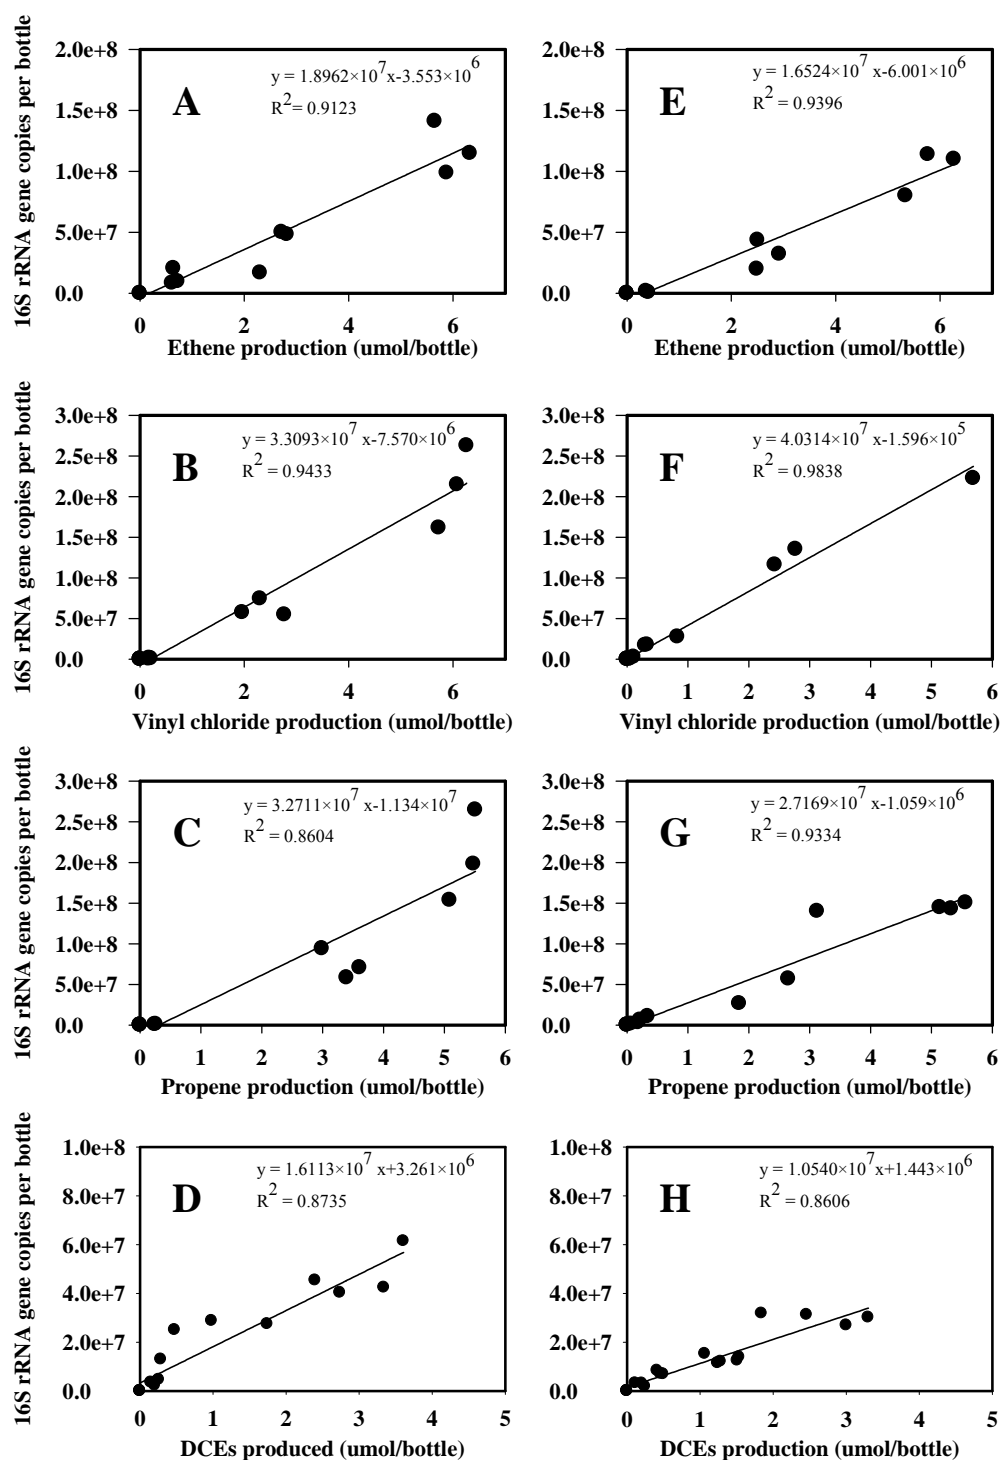 16S rRNA gene copies per bottle
2.0e+8
1.5e+8
1.0e+8
5.0e+7
0.0
A
y = 1.8962×10^7x-3.553×10^6
R^2= 0.9123
0 2 4 6
Ethene production (umol/bottle)
2.0e+8
1.5e+8
1.0e+8
5.0e+7
0.0
E
y = 1.6524×10^7x-6.001×10^6
R^2 = 0.9396
0 2 4 6
Ethene production (umol/bottle)
16S rRNA gene copies per bottle
3.0e+8
2.5e+8
2.0e+8
1.5e+8
1.0e+8
5.0e+7
0.0
B
y = 3.3093×10^7 x-7.570×10^6
R^2 = 0.9433
0 2 4 6
Vinyl chloride production (umol/bottle)
3.0e+8
2.5e+8
2.0e+8
1.5e+8
1.0e+8
5.0e+7
0.0
F
y = 4.0314×10^7 x-1.596×10^5
R^2 = 0.9838
0 1 2 3 4 5 6
Vinyl chloride production (umol/bottle)
16S rRNA gene copies per bottle
3.0e+8
2.5e+8
2.0e+8
1.5e+8
1.0e+8
5.0e+7
0.0
C
y = 3.2711×10^7 x-1.134×10^7
R^2 = 0.8604
0 1 2 3 4 5 6
Propene production (umol/bottle)
3.0e+8
2.5e+8
2.0e+8
1.5e+8
1.0e+8
5.0e+7
0.0
G
y = 2.7169×10^7 x-1.059×10^6
R^2 = 0.9334
0 1 2 3 4 5 6
Propene production (umol/bottle)
16S rRNA gene copies per bottle
1.0e+8
8.0e+7
6.0e+7
4.0e+7
2.0e+7
0.0
D
y = 1.6113×10^7 x+3.261×10^6
R^2 = 0.8735
0 1 2 3 4 5
DCEs produced (umol/bottle)
1.0e+8
8.0e+7
6.0e+7
4.0e+7
2.0e+7
0.0
H
y = 1.0540×10^7x+1.443×10^6
R^2 = 0.8606
0 1 2 3 4 5
DCEs production (umol/bottle)